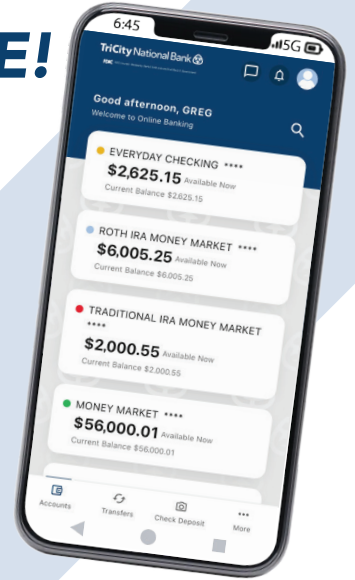 E!
6:45
5G
TriCity National Bank
FDIC
Good afternoon, GREG
Welcome to Online Banking
EVERYDAY CHECKING ****
$2,625.15 Available Now
Current Balance $2,625.15
ROTH IRA MONEY MARKET ****
$6,005.25 Available Now
Current Balance $6,005.25
TRADITIONAL IRA MONEY MARKET
****
$2,000.55 Available Now
Current Balance $2,000.55
MONEY MARKET ****
$56,000.01 Available Now
Current Balance $56,000.01
Accounts
Transfers
Check Deposit
More